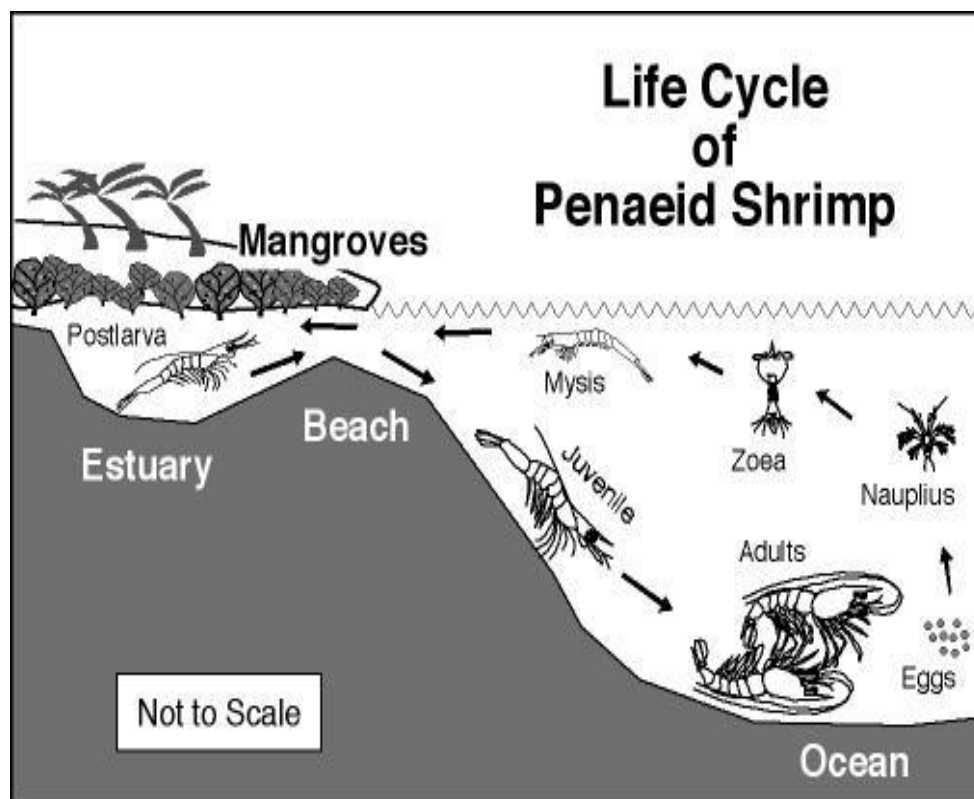 Life Cycle
of
Penaeid Shrimp
Mangroves
Postlarva
Mysis
Zoea
Nauplius
Estuary
Beach
Juvenile
Adults
Eggs
Not to Scale
Ocean